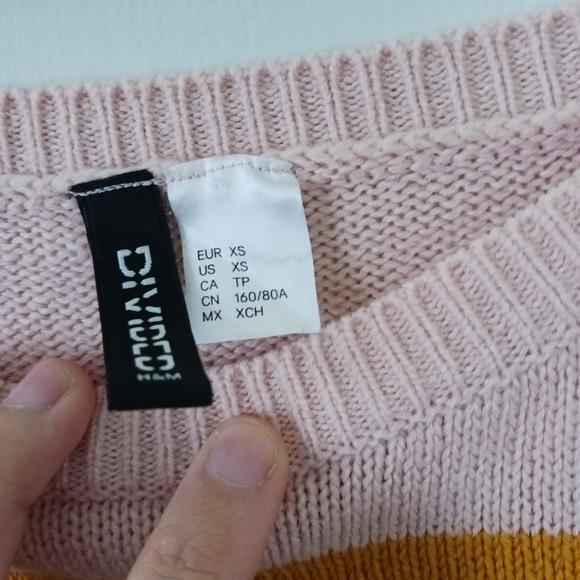 DIVIDED
H&M
EUR XS
US XS
CA TP
CN 160/80A
MX XCH